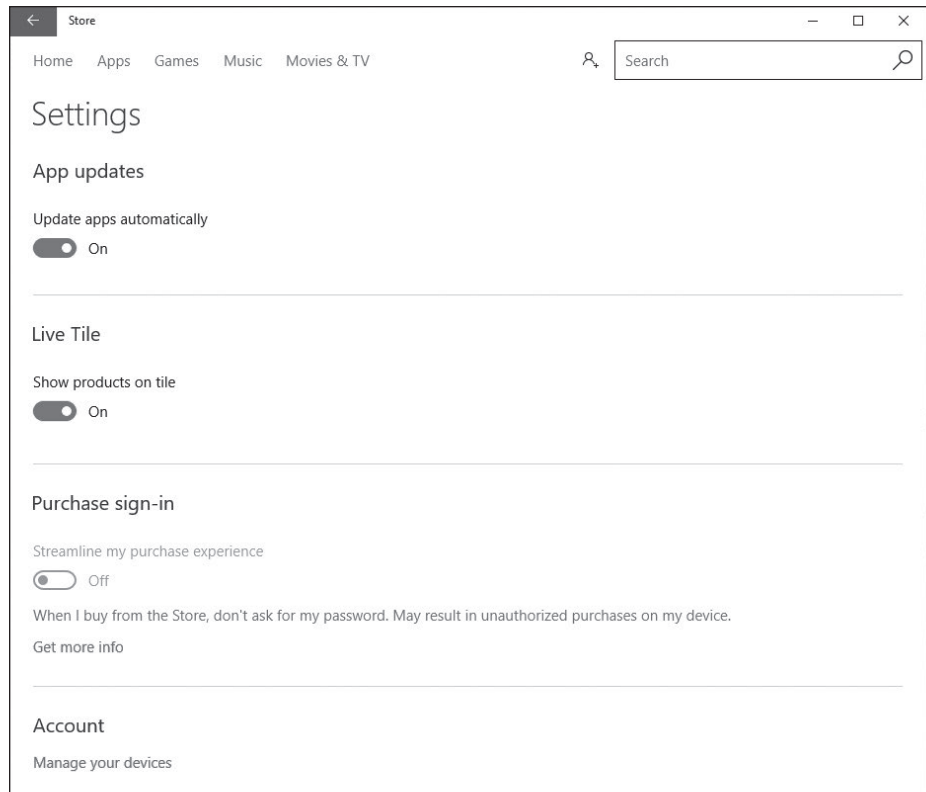 Store
Home Apps Games Music Movies & TV Search
Settings
App updates
Update apps automatically
On
Live Tile
Show products on tile
On
Purchase sign-in
Streamline my purchase experience
Off
When I buy from the Store, don't ask for my password. May result in unauthorized purchases on my device.
Get more info
Account
Manage your devices